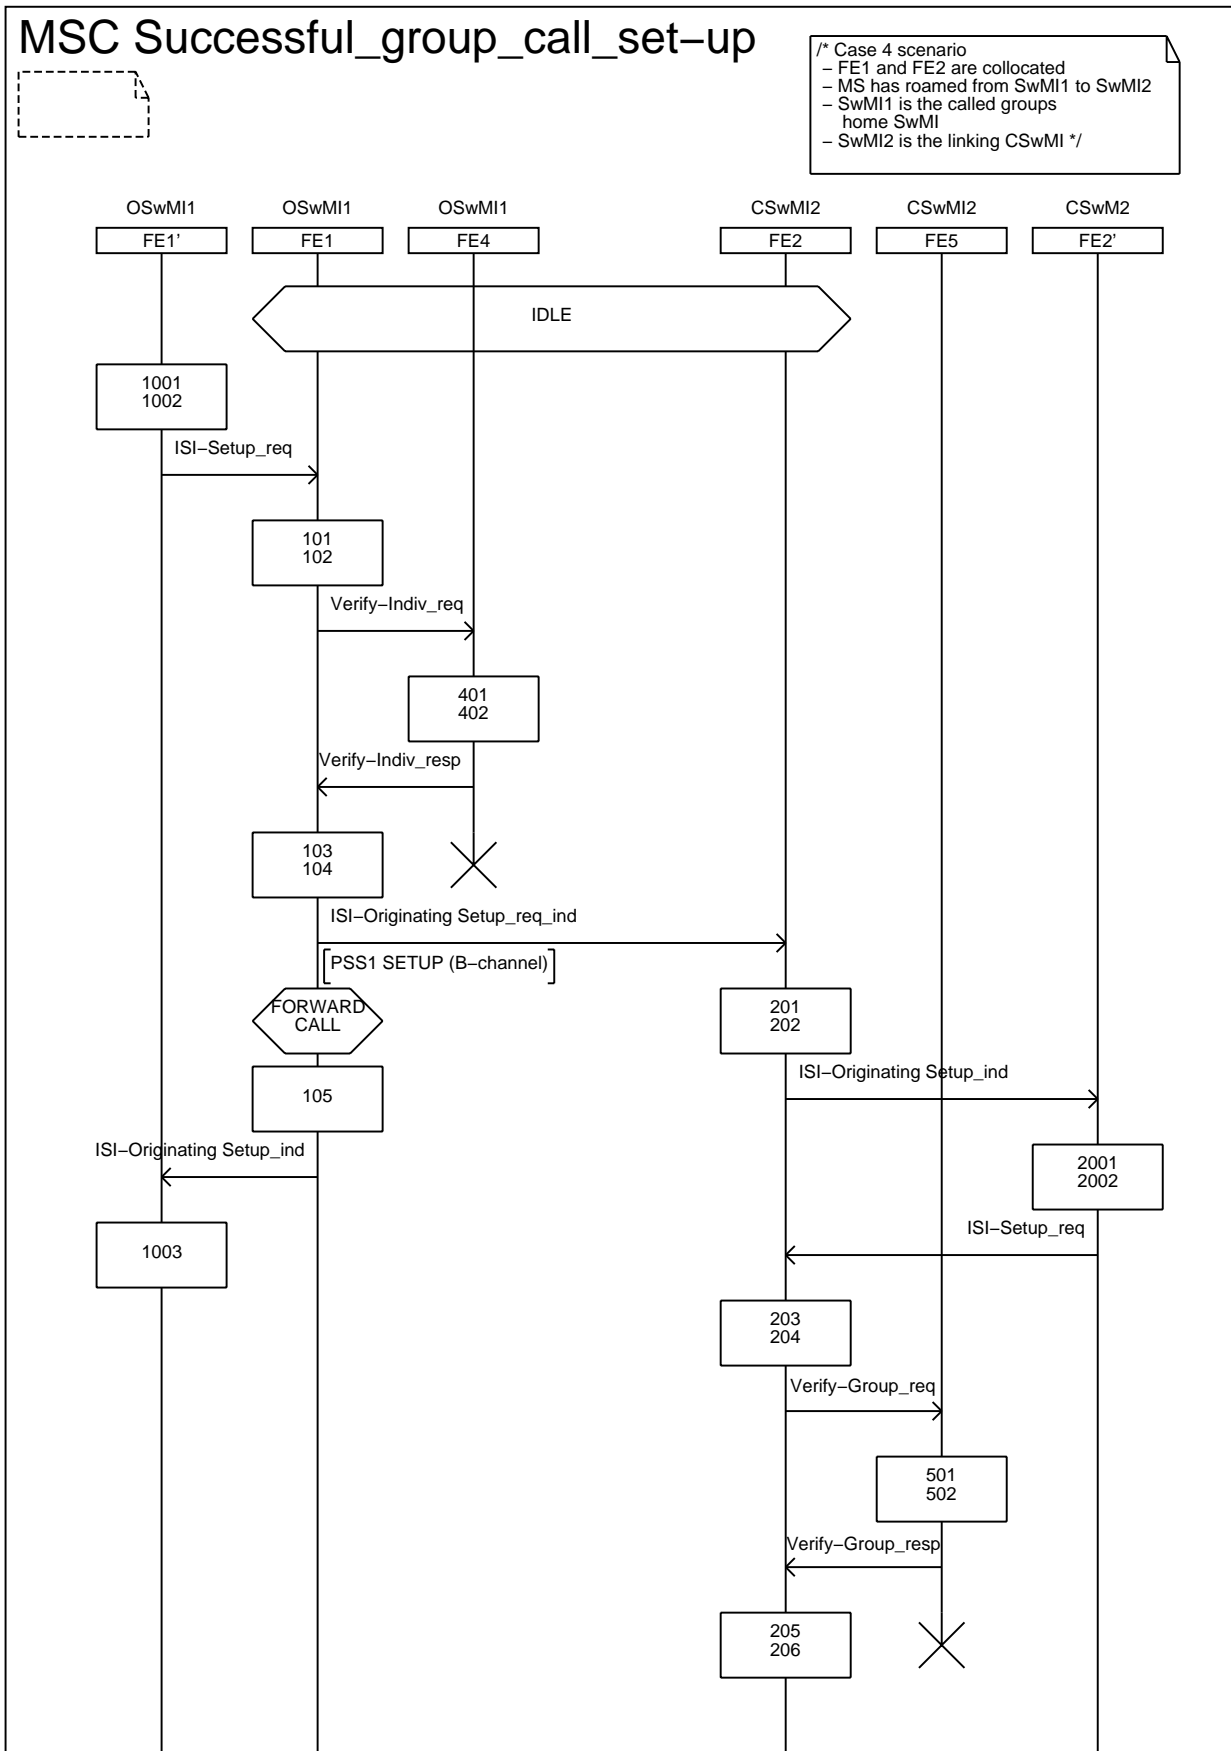 MSC Successful_group_call_set−up
/* Case 4 scenario
− FE1 and FE2 are collocated
− MS has roamed from SwMI1 to SwMI2
− SwMI1 is the called groups
home SwMI
− SwMI2 is the linking CSwMI */
OSwMI1 OSwMI1 OSwMI1 CSwMI2 CSwMI2 CSwM2
FE1' FE1 FE4 FE2 FE5 FE2'
IDLE
1001
1002
ISI−Setup_req
101
102
Verify−Indiv_req
401
402
Verify−Indiv_resp
103
104
ISI−Originating Setup_req_ind
PSS1 SETUP (B−channel)
FORWARD
CALL
201
202
ISI−Originating Setup_ind
105
ISI−Originating Setup_ind
2001
2002
ISI−Setup_req
1003
203
204
Verify−Group_req
501
502
Verify−Group_resp
205
206